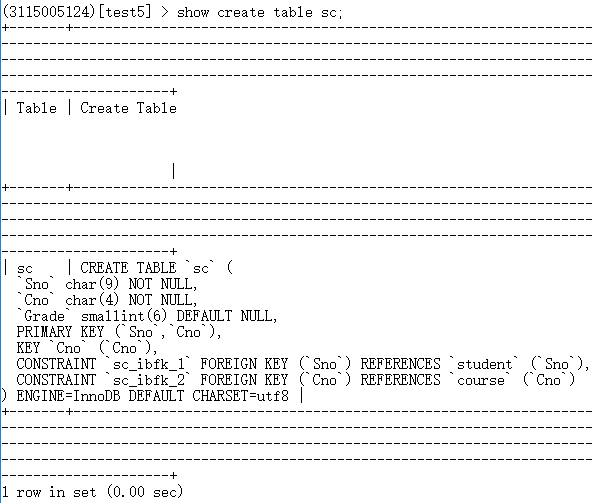 (3115005124)[test5] > show create table sc;
| Table | Create Table
|
| sc    | CREATE TABLE `sc` (
  `Sno` char(9) NOT NULL,
  `Cno` char(4) NOT NULL,
  `Grade` smallint(6) DEFAULT NULL,
  PRIMARY KEY (`Sno`,`Cno`),
  KEY `Cno` (`Cno`),
  CONSTRAINT `sc_ibfk_1` FOREIGN KEY (`Sno`) REFERENCES `student` (`Sno`),
  CONSTRAINT `sc_ibfk_2` FOREIGN KEY (`Cno`) REFERENCES `course` (`Cno`)
) ENGINE=InnoDB DEFAULT CHARSET=utf8 |
1 row in set (0.00 sec)